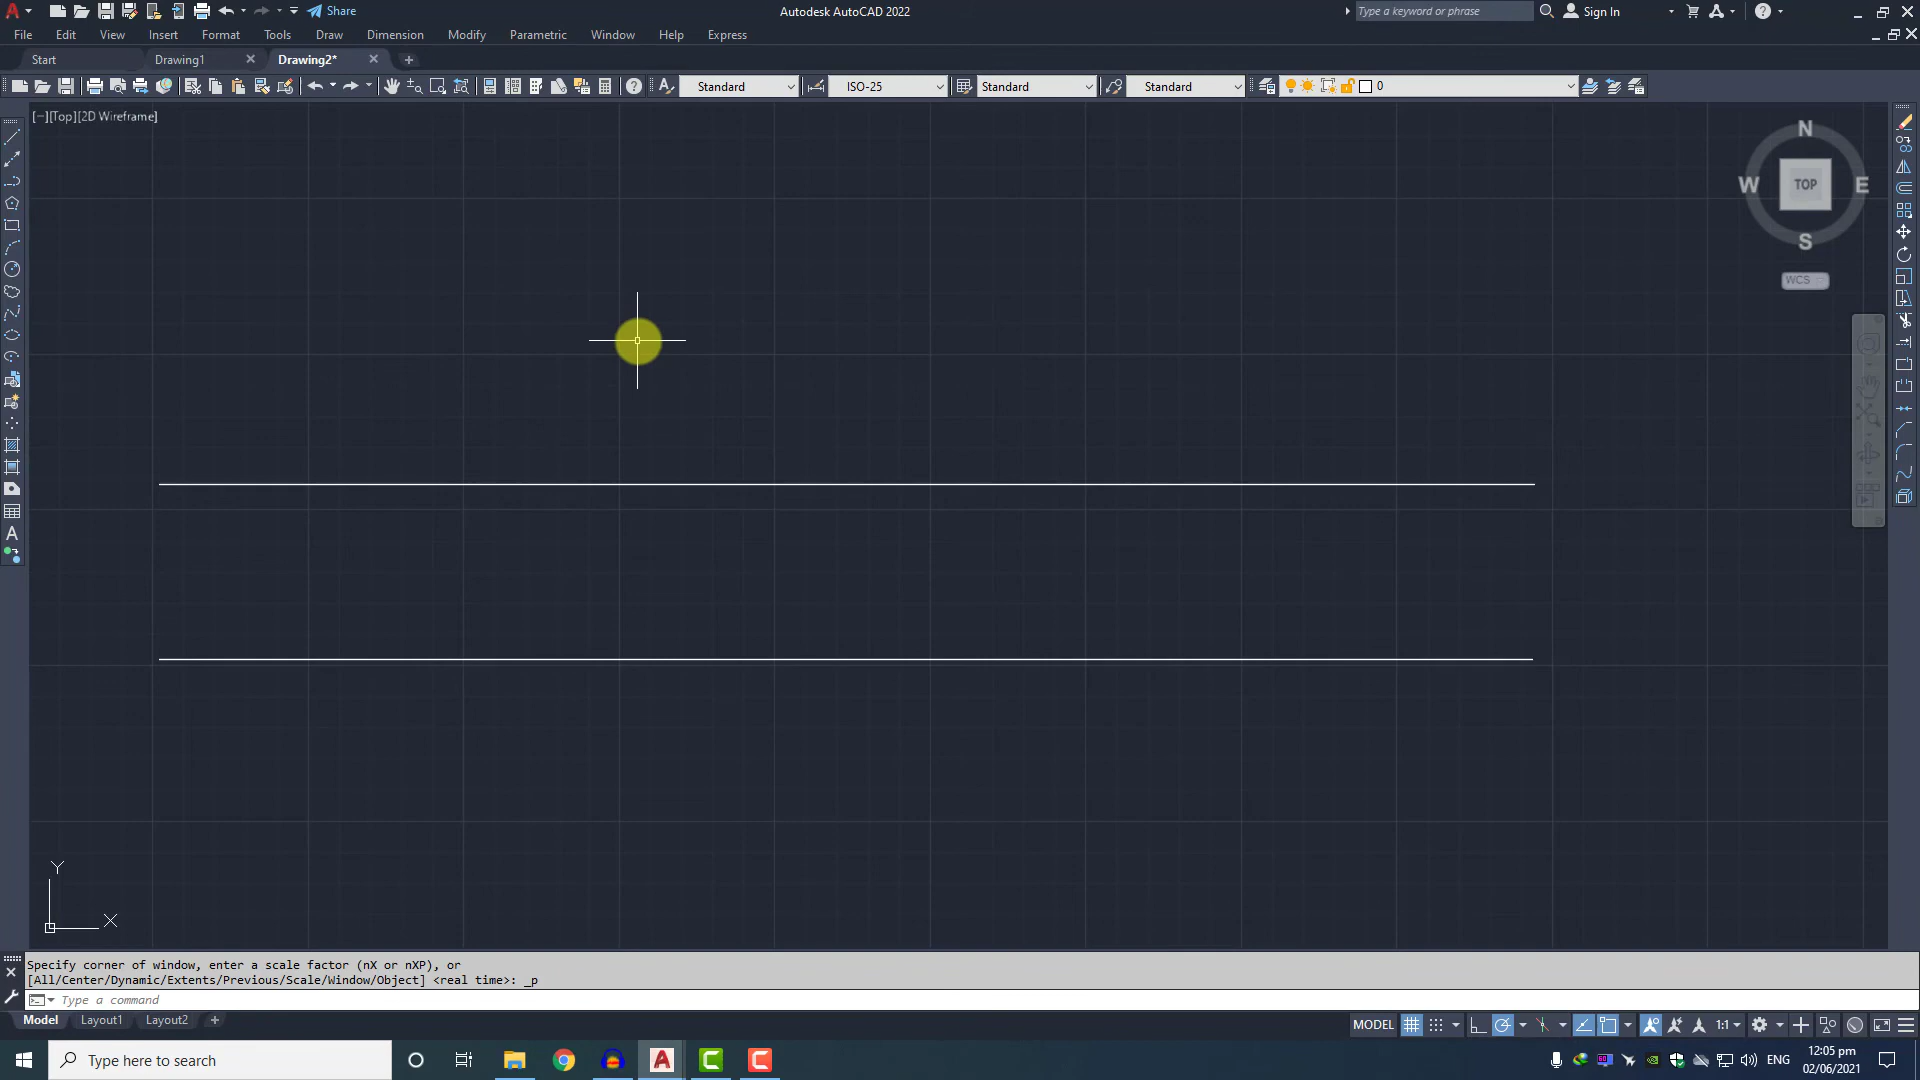 Share
Autodesk AutoCAD 2022
Type a keyword or phrase
Sign In
File Edit View Insert Format Tools Draw Dimension Modify Parametric Window Help Express
Start Drawing1 Drawing2*
Standard ISO-25 Standard Standard 0
[−][Top][2D Wireframe]
N
W TOP E
S
WCS
Y
X
Specify corner of window, enter a scale factor (nX or nXP), or
[All/Center/Dynamic/Extents/Previous/Scale/Window/Object] <real time>: _p
Type a command
Model Layout1 Layout2
MODEL 1:1
Type here to search
ENG
12:05 pm
02/06/2021